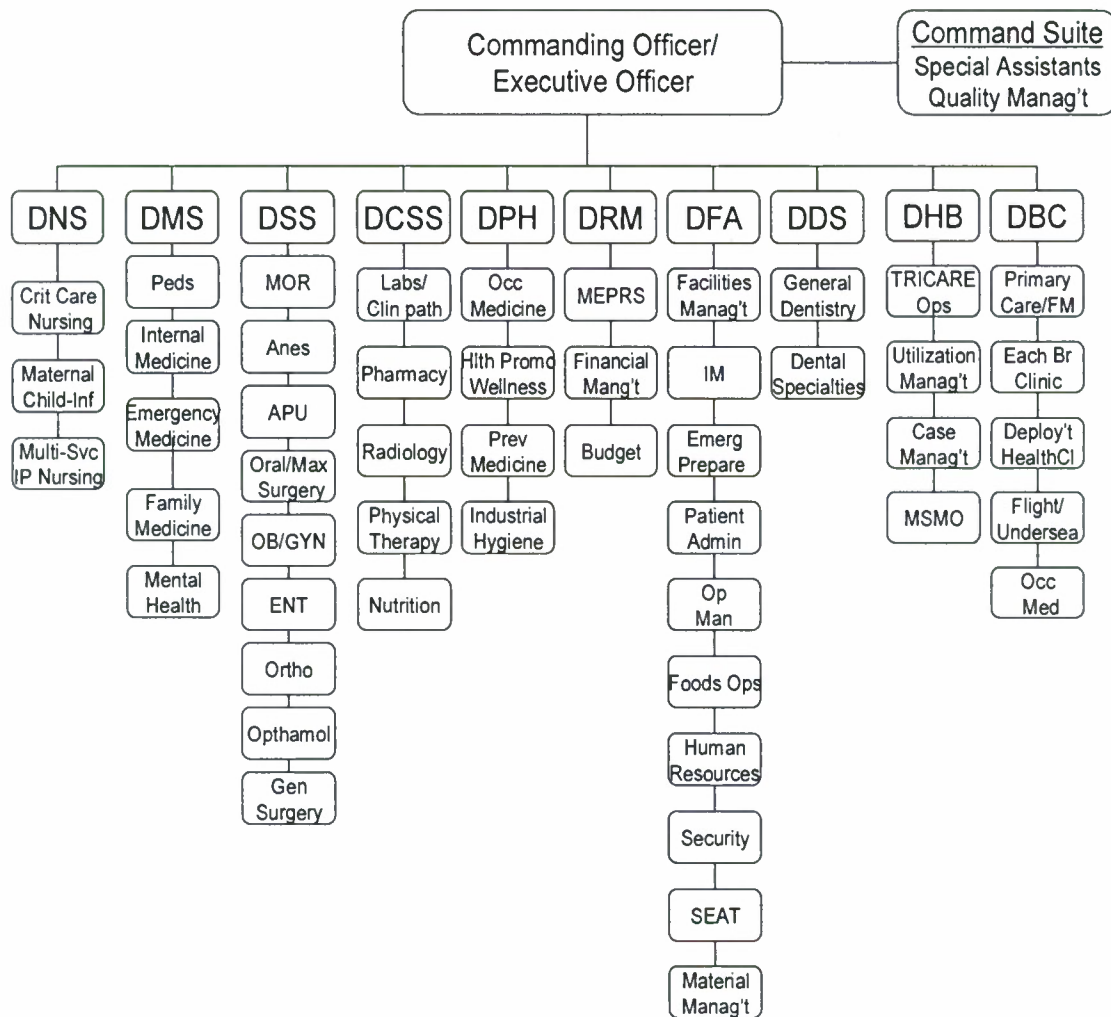 Commanding Officer/
Executive Officer
Command Suite
Special Assistants
Quality Manag't
DNS
Crit Care
Nursing
Maternal
Child-Inf
Multi-Svc
IP Nursing
DMS
Peds
Internal
Medicine
Emergency
Medicine
Family
Medicine
Mental
Health
DSS
MOR
Anes
APU
Oral/Max
Surgery
OB/GYN
ENT
Ortho
Opthamol
Gen
Surgery
DCSS
Labs/
Clin path
Pharmacy
Radiology
Physical
Therapy
Nutrition
DPH
Occ
Medicine
Hlth Promo
Wellness
Prev
Medicine
Industrial
Hygiene
DRM
MEPRS
Financial
Mang't
Budget
DFA
Facilities
Manag't
IM
Emerg
Prepare
Patient
Admin
Op
Man
Foods Ops
Human
Resources
Security
SEAT
Material
Manag't
DDS
General
Dentistry
Dental
Specialties
DHB
TRICARE
Ops
Utilization
Manag't
Case
Manag't
MSMO
DBC
Primary
Care/FM
Each Br
Clinic
Deploy't
HealthCl
Flight/
Undersea
Occ
Med